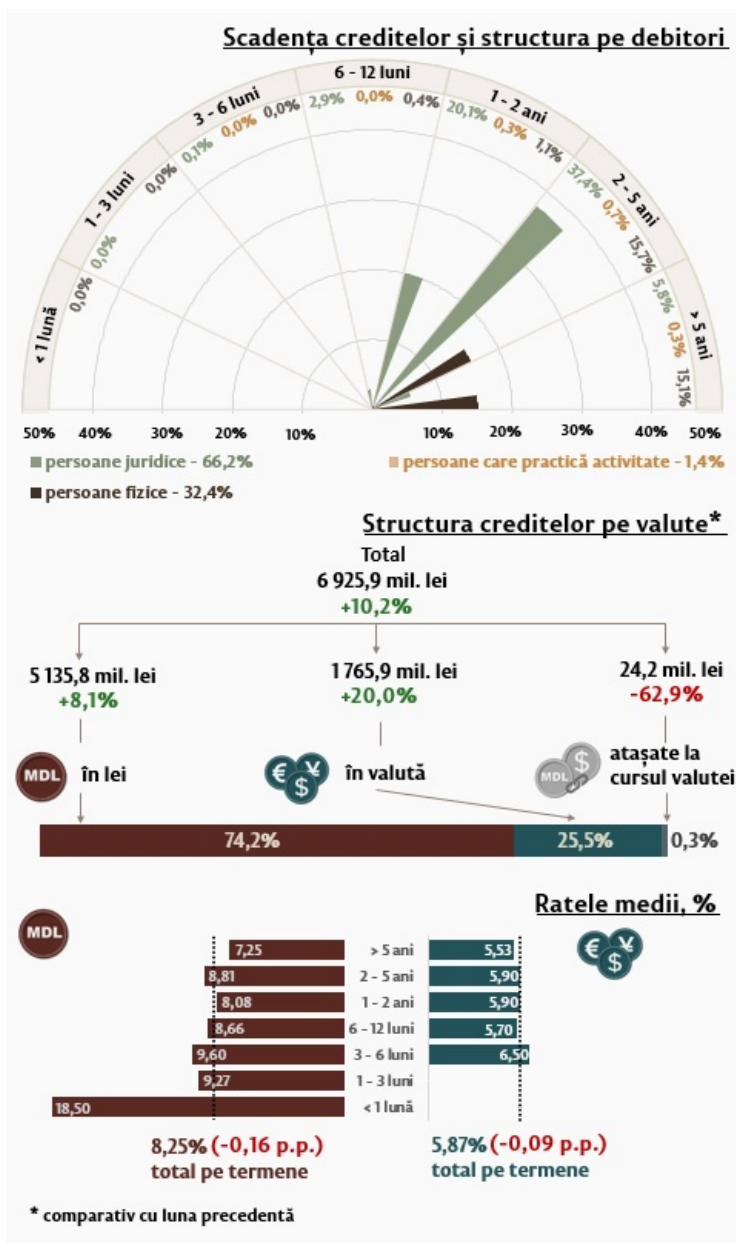 Scadența creditelor și structura pe debitori
< 1 lună
0,0%
1 - 3 luni
0,0%
0,0%
3 - 6 luni
0,1%
0,0%
0,0%
6 - 12 luni
2,9%
0,0%
0,4%
1 - 2 ani
20,1%
0,3%
1,1%
2 - 5 ani
37,4%
0,7%
15,7%
> 5 ani
5,8%
0,3%
15,1%
50% 40% 30% 20% 10% 10% 20% 30% 40% 50%
persoane juridice - 66,2% persoane care practică activitate - 1,4%
persoane fizice - 32,4%
Structura creditelor pe valute*
Total
6 925,9 mil. lei
+10,2%
5 135,8 mil. lei
+8,1%
1 765,9 mil. lei
+20,0%
24,2 mil. lei
-62,9%
MDL în lei
€ ¥ $ în valută
MDL $ atașate la
cursul valutei
74,2% 25,5% 0,3%
Ratele medii, %
MDL
€ ¥ $
7,25 > 5 ani 5,53
8,81 2 - 5 ani 5,90
8,08 1 - 2 ani 5,90
8,66 6 - 12 luni 5,70
9,60 3 - 6 luni 6,50
9,27 1 - 3 luni
18,50 < 1 lună
8,25% (-0,16 p.p.)
total pe termene
5,87% (-0,09 p.p.)
total pe termene
* comparativ cu luna precedentă